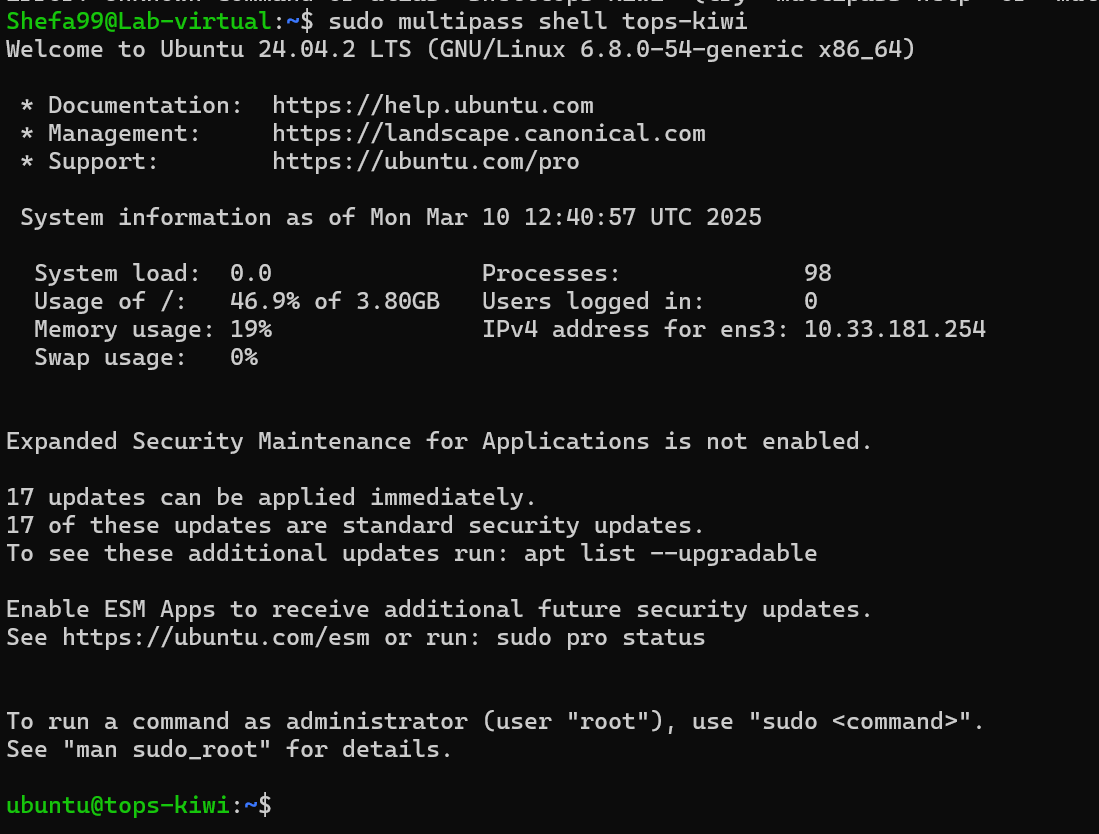 Shefa99@Lab-virtual:~$ sudo multipass shell tops-kiwi
Welcome to Ubuntu 24.04.2 LTS (GNU/Linux 6.8.0-54-generic x86_64)
* Documentation: https://help.ubuntu.com
* Management: https://landscape.canonical.com
* Support: https://ubuntu.com/pro
System information as of Mon Mar 10 12:40:57 UTC 2025
System load: 0.0 Processes: 98
Usage of /: 46.9% of 3.80GB Users logged in: 0
Memory usage: 19% IPv4 address for ens3: 10.33.181.254
Swap usage: 0%
Expanded Security Maintenance for Applications is not enabled.
17 updates can be applied immediately.
17 of these updates are standard security updates.
To see these additional updates run: apt list --upgradable
Enable ESM Apps to receive additional future security updates.
See https://ubuntu.com/esm or run: sudo pro status
To run a command as administrator (user "root"), use "sudo <command>".
See "man sudo_root" for details.
ubuntu@tops-kiwi:~$